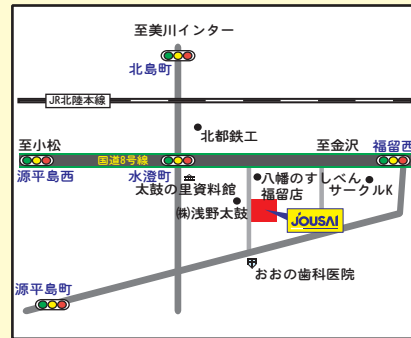 至美川インター
北島町
JR北陸本線
北都鉄工
至小松
至金沢
福留西
国道8号線
源平島西
水澄町
太鼓の里資料館
八幡のすしべん
福留店
サークルK
㈱浅野太鼓
JOUSAI
おおの歯科医院
源平島町